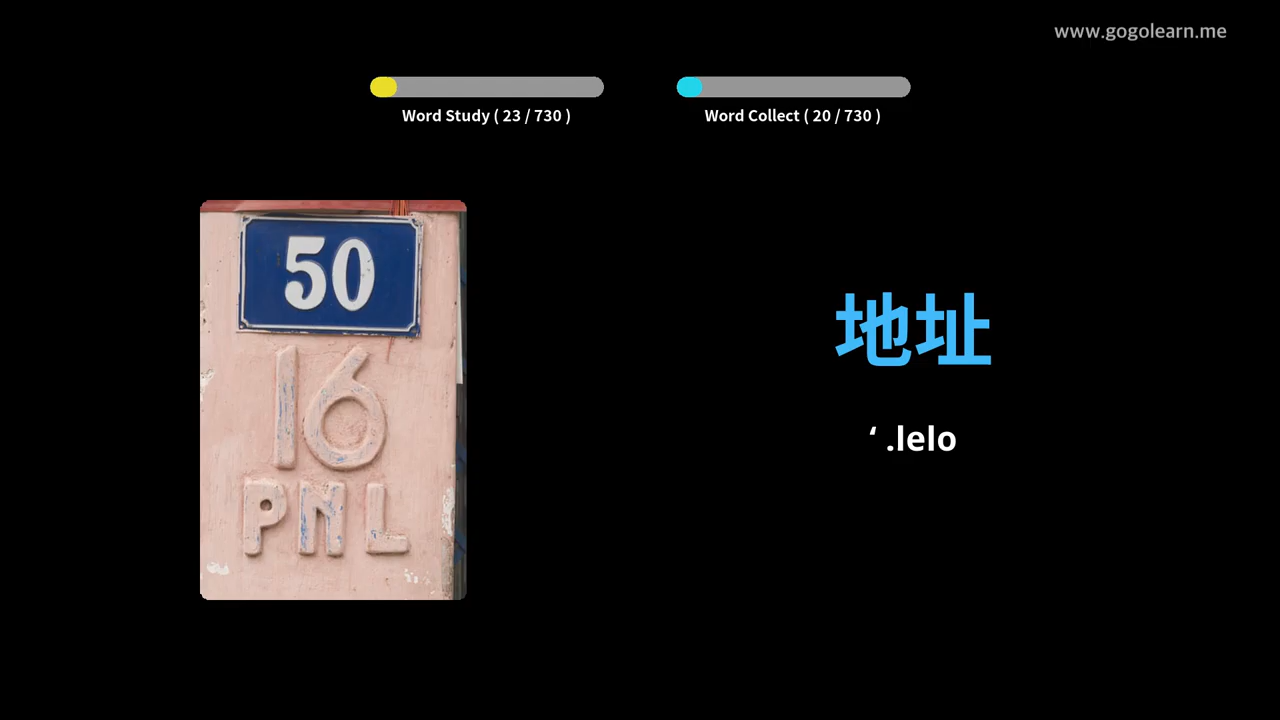 www.gogolearn.me
Word Study ( 23 / 730 )
Word Collect ( 20 / 730 )
50
16
PNL
地址
‘ .lelo